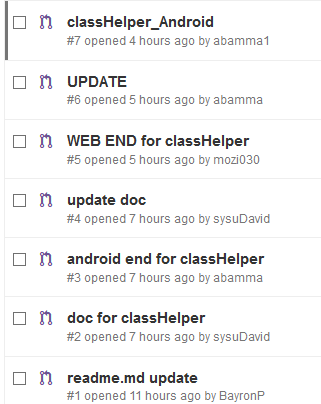 classHelper_Android
#7 opened 4 hours ago by abamma1
UPDATE
#6 opened 5 hours ago by abamma
WEB END for classHelper
#5 opened 5 hours ago by mozi030
update doc
#4 opened 7 hours ago by sysuDavid
android end for classHelper
#3 opened 7 hours ago by abamma
doc for classHelper
#2 opened 7 hours ago by sysuDavid
readme.md update
#1 opened 11 hours ago by BayronP